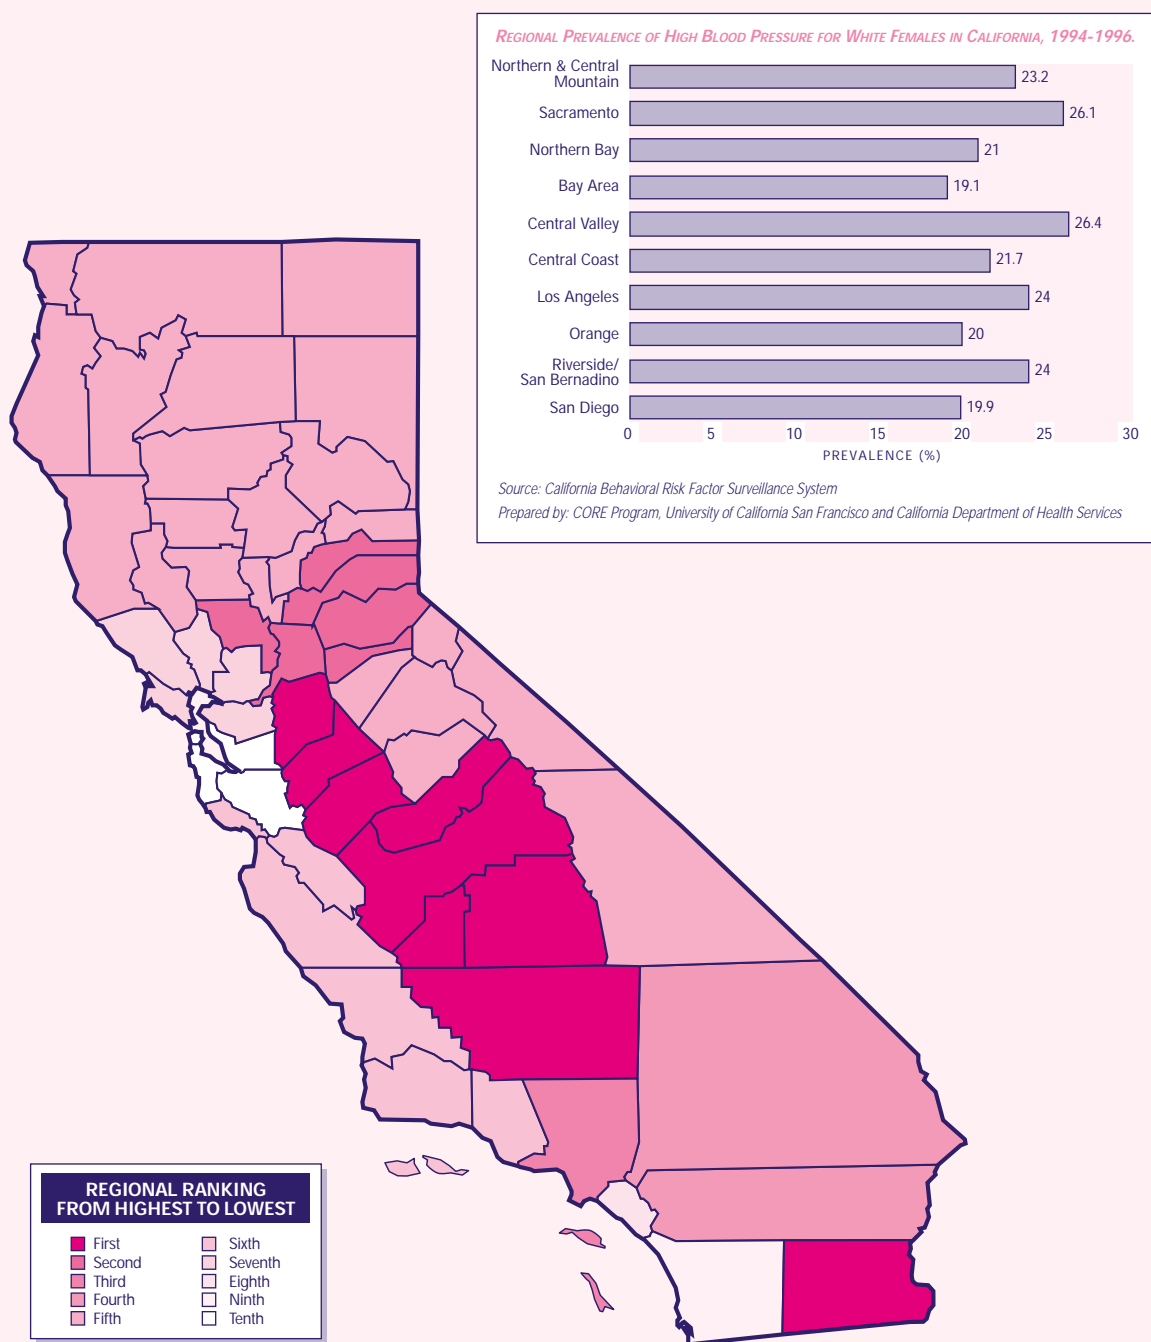 REGIONAL PREVALENCE OF HIGH BLOOD PRESSURE FOR WHITE FEMALES IN CALIFORNIA, 1994-1996.
Northern & Central
Mountain
23.2
Sacramento
26.1
Northern Bay
21
Bay Area
19.1
Central Valley
26.4
Central Coast
21.7
Los Angeles
24
Orange
20
Riverside/
San Bernadino
24
San Diego
19.9
0 5 10 15 20 25 30
PREVALENCE (%)
Source: California Behavioral Risk Factor Surveillance System
Prepared by: CORE Program, University of California San Francisco and California Department of Health Services
REGIONAL RANKING
FROM HIGHEST TO LOWEST
First
Second
Third
Fourth
Fifth
Sixth
Seventh
Eighth
Ninth
Tenth